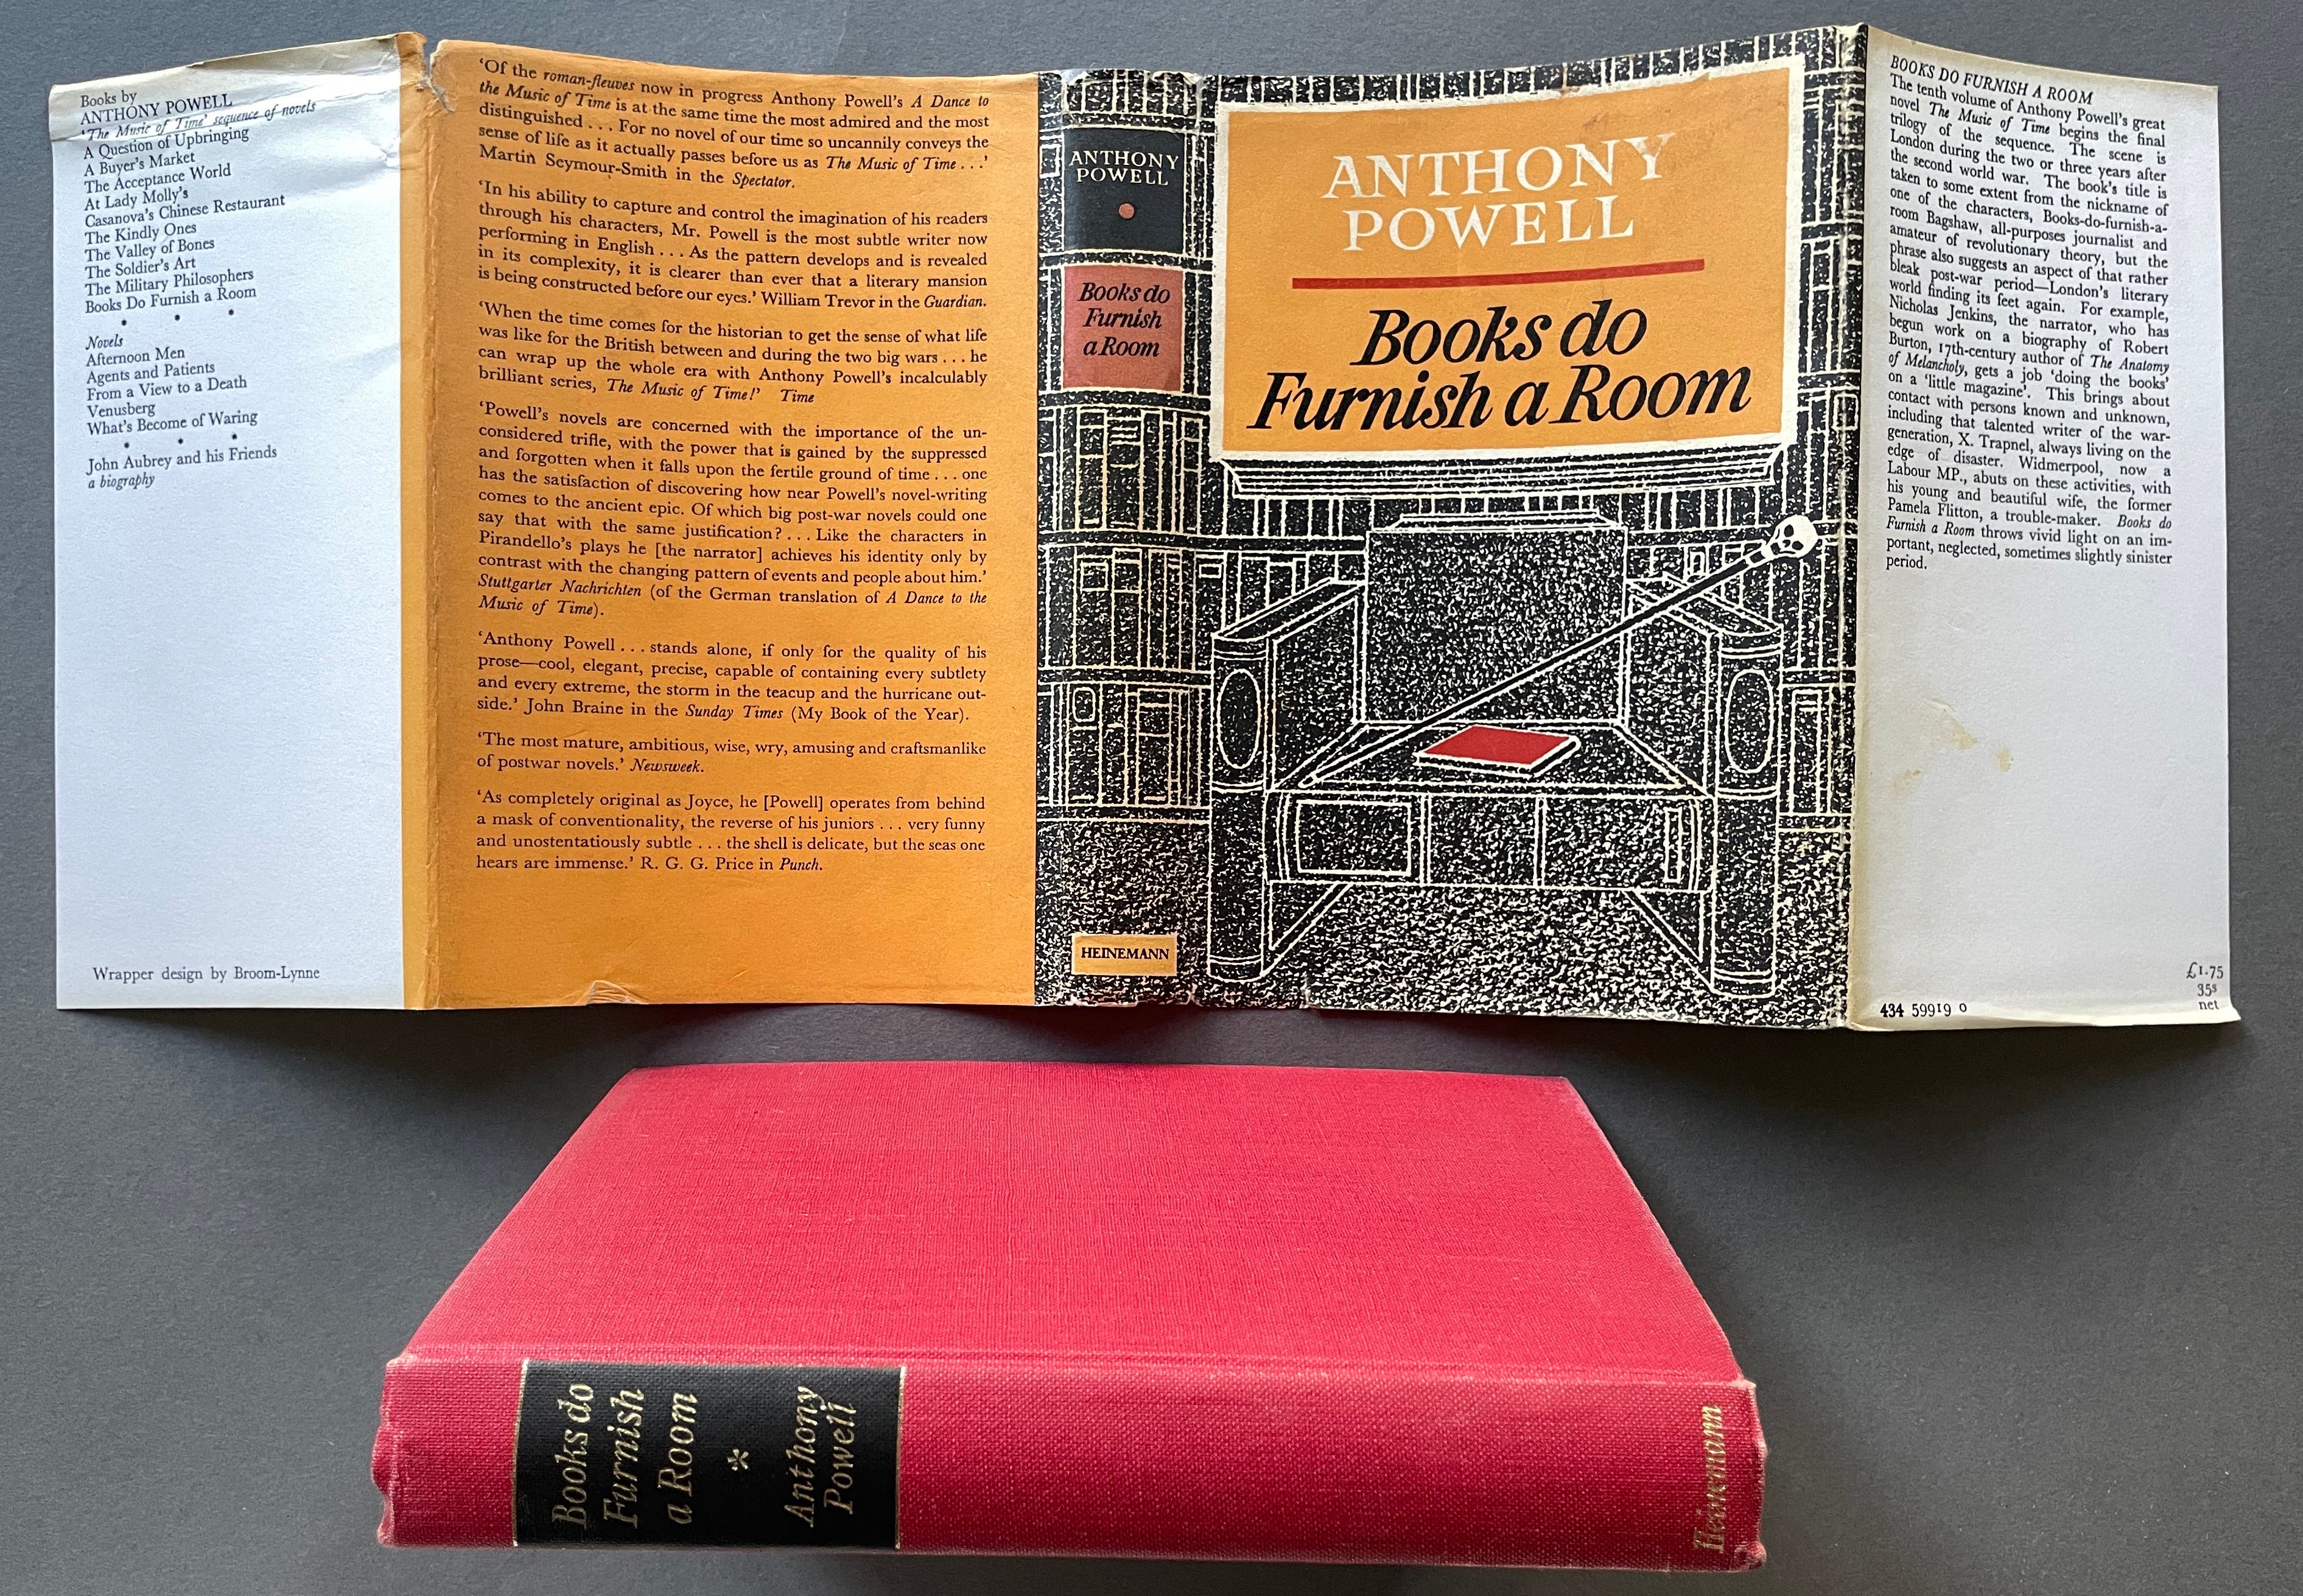 Books by
ANTHONY POWELL
'The Music of Time' sequence of novels
A Question of Upbringing
A Buyer's Market
The Acceptance World
At Lady Molly's
Casanova's Chinese Restaurant
The Kindly Ones
The Valley of Bones
The Soldier's Art
The Military Philosophers
Books Do Furnish a Room
* * *
Novels
Afternoon Men
Agents and Patients
From a View to a Death
Venusberg
What's Become of Waring
* * *
John Aubrey and his Friends
a biography
Wrapper design by Broom-Lynne
'Of the roman-fleuves now in progress Anthony Powell's A Dance to
the Music of Time is at the same time the most admired and the most
distinguished . . . For no novel of our time so uncannily conveys the
sense of life as it actually passes before us as The Music of Time . . .'
Martin Seymour-Smith in the Spectator.
'In his ability to capture and control the imagination of his readers
through his characters, Mr. Powell is the most subtle writer now
performing in English . . . As the pattern develops and is revealed
in its complexity, it is clearer than ever that a literary mansion
is being constructed before our eyes.' William Trevor in the Guardian.
'When the time comes for the historian to get the sense of what life
was like for the British between and during the two big wars . . . he
can wrap up the whole era with Anthony Powell's incalculably
brilliant series, The Music of Time!' Time
'Powell's novels are concerned with the importance of the un-
considered trifle, with the power that is gained by the suppressed
and forgotten when it falls upon the fertile ground of time . . . one
has the satisfaction of discovering how near Powell's novel-writing
comes to the ancient epic. Of which big post-war novels could one
say that with the same justification? . . . Like the characters in
Pirandello's plays he [the narrator] achieves his identity only by
contrast with the changing pattern of events and people about him.'
Stuttgarter Nachrichten (of the German translation of A Dance to the
Music of Time).
'Anthony Powell . . . stands alone, if only for the quality of his
prose—cool, elegant, precise, capable of containing every subtlety
and every extreme, the storm in the teacup and the hurricane out-
side.' John Braine in the Sunday Times (My Book of the Year).
'The most mature, ambitious, wise, wry, amusing and craftsmanlike
of postwar novels.' Newsweek.
'As completely original as Joyce, he [Powell] operates from behind
a mask of conventionality, the reverse of his juniors . . . very funny
and unostentatiously subtle . . . the shell is delicate, but the seas one
hears are immense.' R. G. G. Price in Punch.
ANTHONY
POWELL
Books do
Furnish
a Room
HEINEMANN
ANTHONY
POWELL
Books do
Furnish a Room
BOOKS DO FURNISH A ROOM
The tenth volume of Anthony Powell's great
novel The Music of Time begins the final
trilogy of the sequence. The scene is
London during the two or three years after
the second world war. The book's title is
taken to some extent from the nickname of
one of the characters, Books-do-furnish-a-
room Bagshaw, all-purposes journalist and
amateur of revolutionary theory, but the
phrase also suggests an aspect of that rather
bleak post-war period—London's literary
world finding its feet again. For example,
Nicholas Jenkins, the narrator, who has
begun work on a biography of Robert
Burton, 17th-century author of The Anatomy
of Melancholy, gets a job 'doing the books'
on a 'little magazine'. This brings about
contact with persons known and unknown,
including that talented writer of the war-
generation, X. Trapnel, always living on the
edge of disaster. Widmerpool, now a
Labour MP., abuts on these activities, with
his young and beautiful wife, the former
Pamela Flitton, a trouble-maker. Books do
Furnish a Room throws vivid light on an im-
portant, neglected, sometimes slightly sinister
period.
£1.75
35s
net
434 59919 0
Books do
Furnish
a Room
*
Anthony
Powell
Heinemann